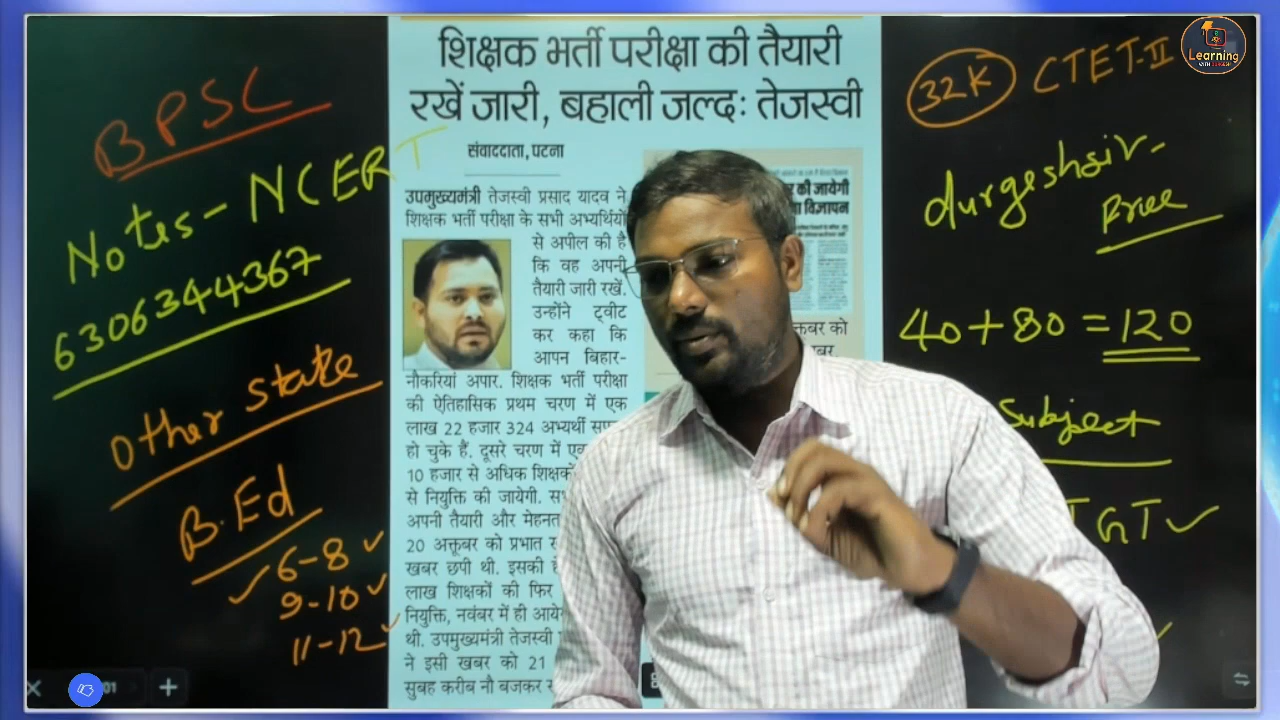 शिक्षक भर्ती परीक्षा की तैयारी
रखें जारी, बहाली जल्दः तेजस्वी
संवाददाता, पटना
उपमुख्यमंत्री तेजस्वी प्रसाद यादव ने
शिक्षक भर्ती परीक्षा के सभी अभ्यर्थियों
से अपील की है
कि वह अपनी
तैयारी जारी रखें.
उन्होंने ट्वीट
कर कहा कि
आपन बिहार-
नौकरियां अपार. शिक्षक भर्ती परीक्षा
की ऐतिहासिक प्रथम चरण में एक
लाख 22 हजार 324 अभ्यर्थी
हो चुके हैं. दूसरे चरण में
10 हजार से अधिक शिक्षकों
से नियुक्ति की जायेगी.
अपनी तैयारी और मेहनत
20 अक्तूबर को प्रभात
खबर छपी थी. इसकी
लाख शिक्षकों की फिर
नियुक्ति, नवंबर में ही आये
थी. उपमुख्यमंत्री तेजस्वी
ने इसी खबर को 21
सुबह करीब नौ बजकर
की जायेगी
विज्ञापन
को
BPSC
Notes - NCERT
6306344367
Other state
B.Ed
6-8 ✓
9-10 ✓
11-12 ✓
32K CTET-II
durgeshsir-
Free
40+80 = 120
Subject
TGT ✓
Learning
01